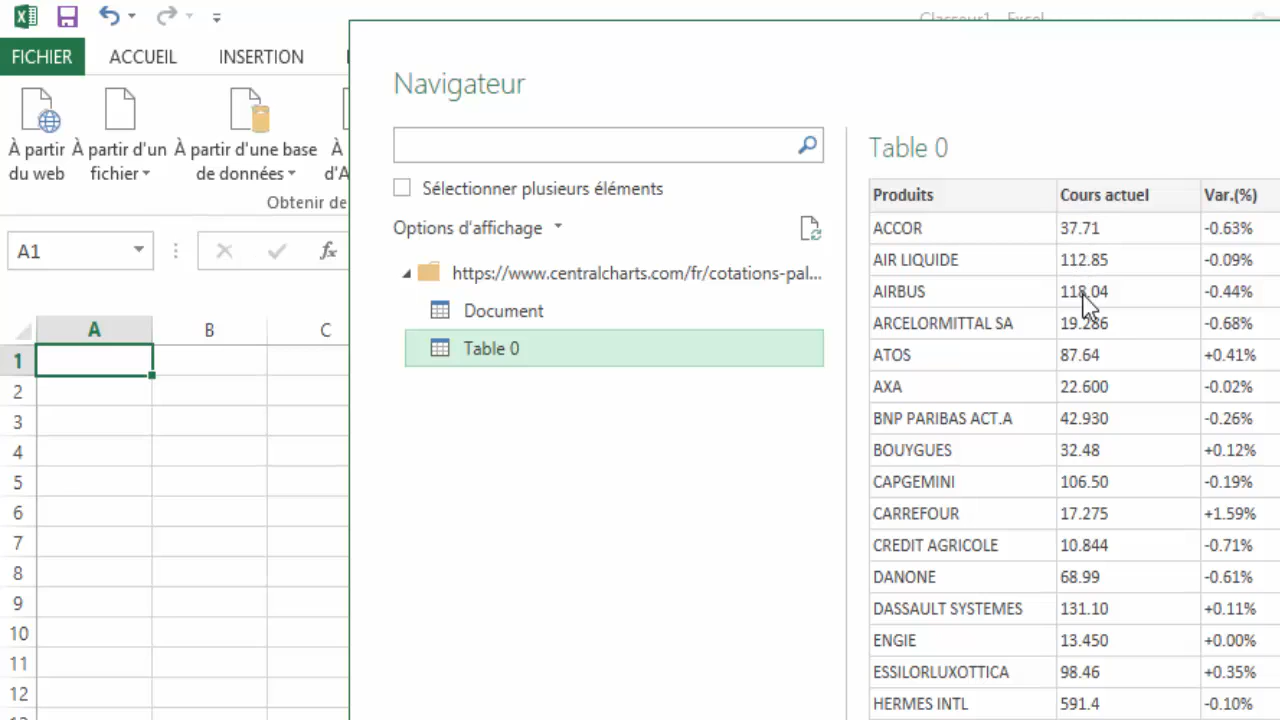 Classeur1 - Excel
FICHIER ACCUEIL INSERTION
À partir du web
À partir d'un fichier
À partir d'une base de données
À
d'A
Obtenir de
A1
fx
A B C
1
2
3
4
5
6
7
8
9
10
11
12
Navigateur
Sélectionner plusieurs éléments
Options d'affichage
https://www.centralcharts.com/fr/cotations-pal...
Document
Table 0
Table 0
Produits Cours actuel Var.(%)
ACCOR 37.71 -0.63%
AIR LIQUIDE 112.85 -0.09%
AIRBUS 118.04 -0.44%
ARCELORMITTAL SA 19.286 -0.68%
ATOS 87.64 +0.41%
AXA 22.600 -0.02%
BNP PARIBAS ACT.A 42.930 -0.26%
BOUYGUES 32.48 +0.12%
CAPGEMINI 106.50 -0.19%
CARREFOUR 17.275 +1.59%
CREDIT AGRICOLE 10.844 -0.71%
DANONE 68.99 -0.61%
DASSAULT SYSTEMES 131.10 +0.11%
ENGIE 13.450 +0.00%
ESSILORLUXOTTICA 98.46 +0.35%
HERMES INTL 591.4 -0.10%